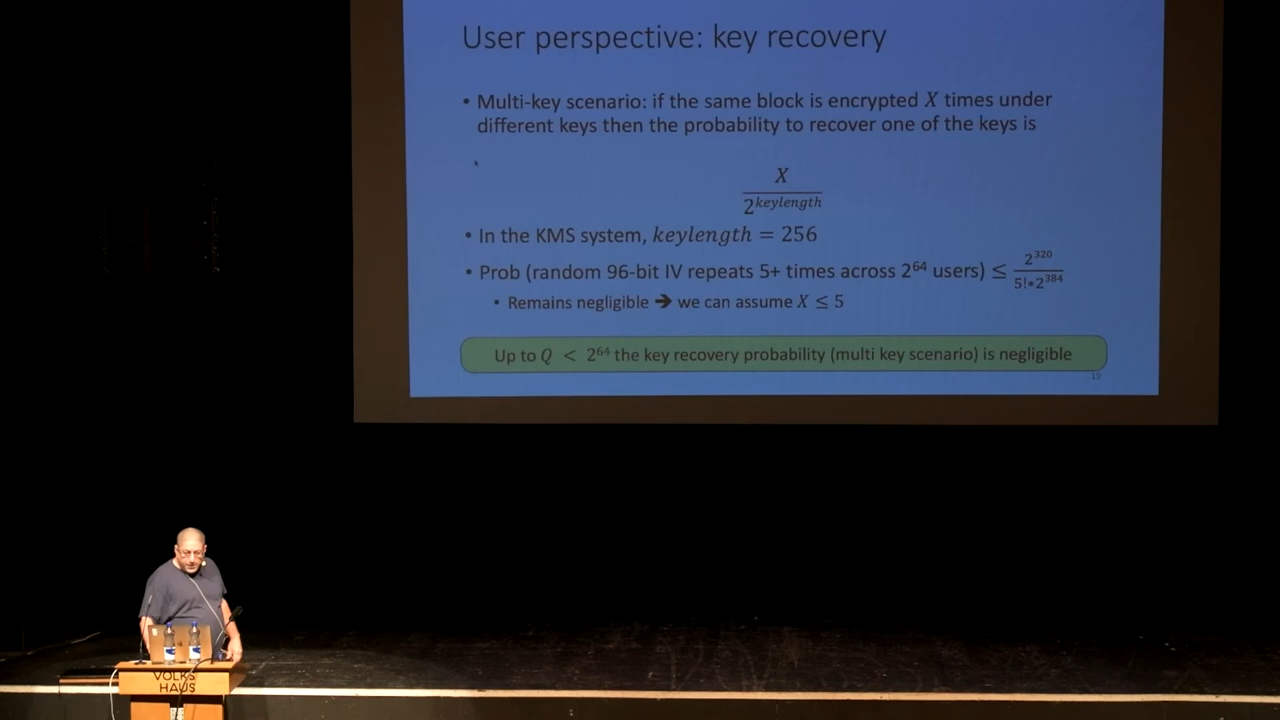 User perspective: key recovery
• Multi-key scenario: if the same block is encrypted X times under
different keys then the probability to recover one of the keys is
X
2^keylength
• In the KMS system, keylength = 256
• Prob (random 96-bit IV repeats 5+ times across 2^64 users) ≤ 2^320 / 5!*2^384
• Remains negligible ➔ we can assume X ≤ 5
Up to Q < 2^64 the key recovery probability (multi key scenario) is negligible
15
VOLKS
HAUS